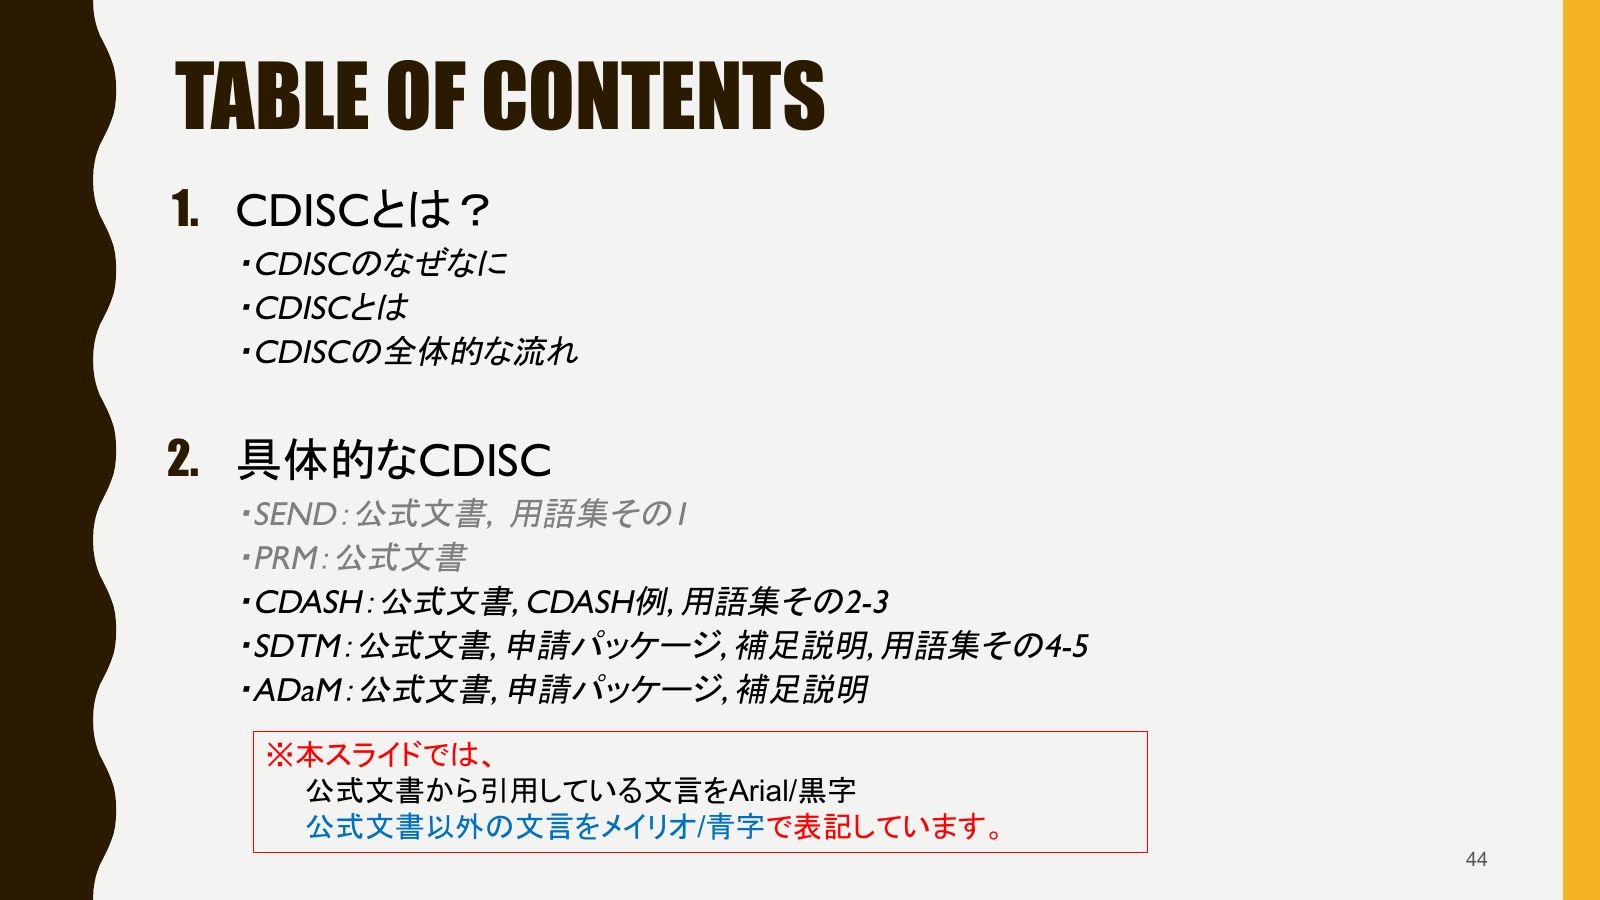 TABLE OF CONTENTS
1. CDISCとは？
・CDISCのなぜなに
・CDISCとは
・CDISCの全体的な流れ
2. 具体的なCDISC
・SEND：公式文書, 用語集その1
・PRM：公式文書
・CDASH：公式文書, CDASH例, 用語集その2-3
・SDTM：公式文書, 申請パッケージ, 補足説明, 用語集その4-5
・ADaM：公式文書, 申請パッケージ, 補足説明
※本スライドでは、
公式文書から引用している文言をArial/黒字
公式文書以外の文言をメイリオ/青字で表記しています。
44